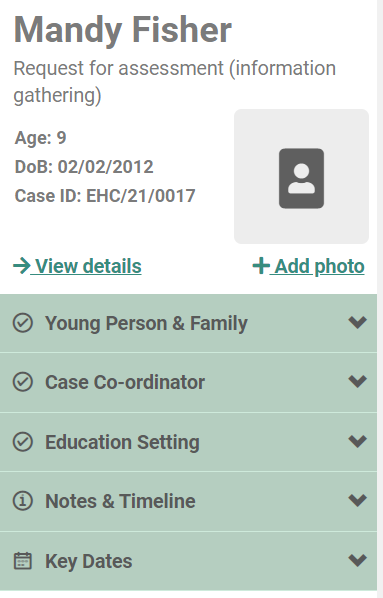 Mandy Fisher
Request for assessment (information
gathering)
Age: 9
DoB: 02/02/2012
Case ID: EHC/21/0017
View details
Add photo
Young Person & Family
Case Co-ordinator
Education Setting
Notes & Timeline
Key Dates